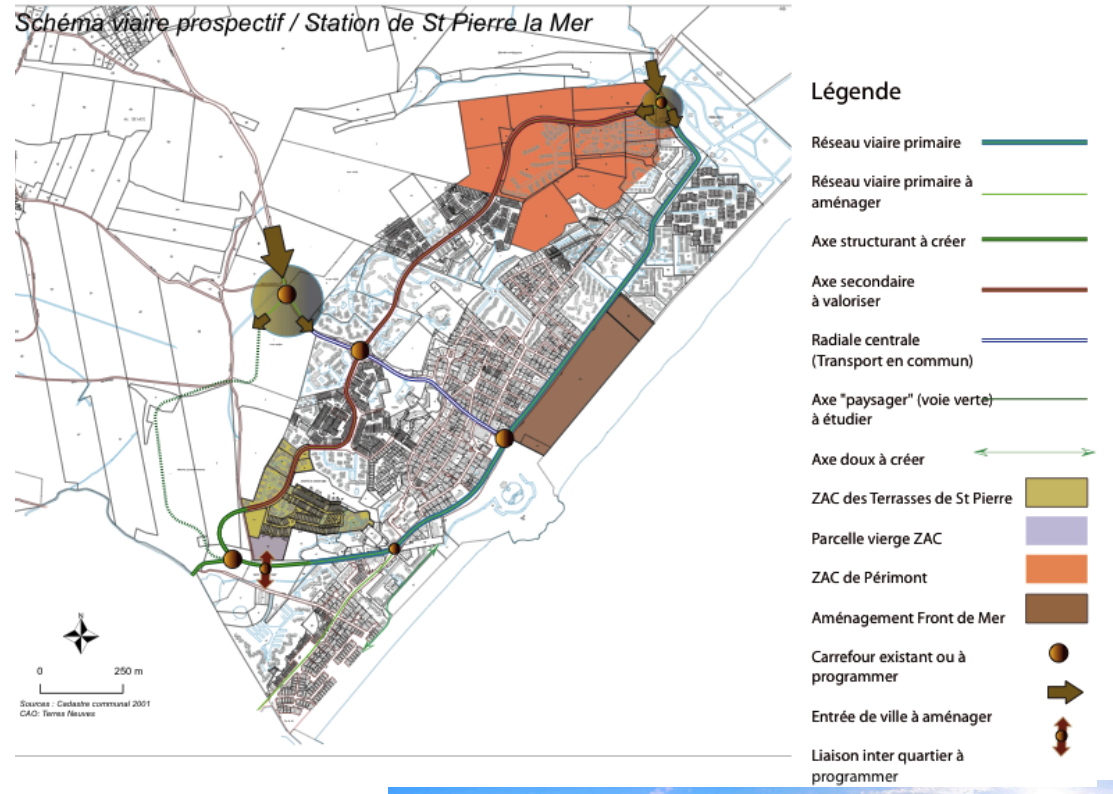 Schéma viaire prospectif / Station de St Pierre la Mer
Légende
Réseau viaire primaire
Réseau viaire primaire à
aménager
Axe structurant à créer
Axe secondaire
à valoriser
Radiale centrale
(Transport en commun)
Axe "paysager" (voie verte)
à étudier
Axe doux à créer
ZAC des Terrasses de St Pierre
Parcelle vierge ZAC
ZAC de Périmont
Aménagement Front de Mer
Carrefour existant ou à
programmer
Entrée de ville à aménager
Liaison inter quartier à
programmer
N
0 250 m
Sources : Cadastre communal 2001
CAO: Terres Neuves